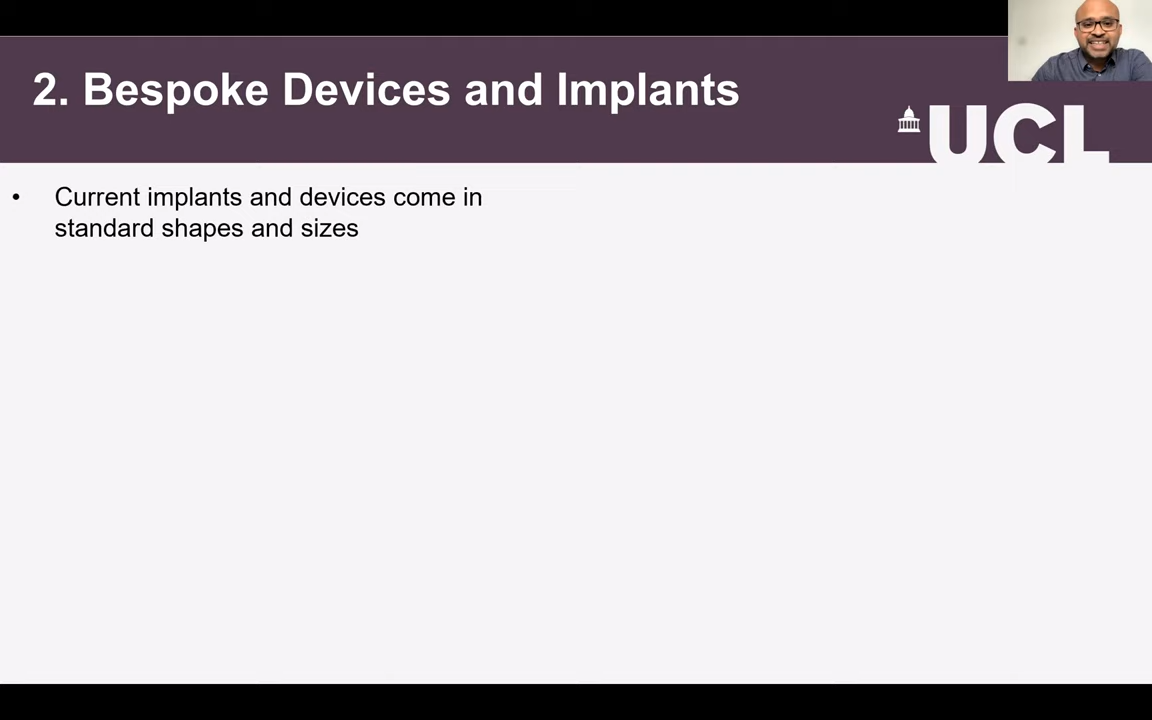 2. Bespoke Devices and Implants
UCL
• Current implants and devices come in
standard shapes and sizes